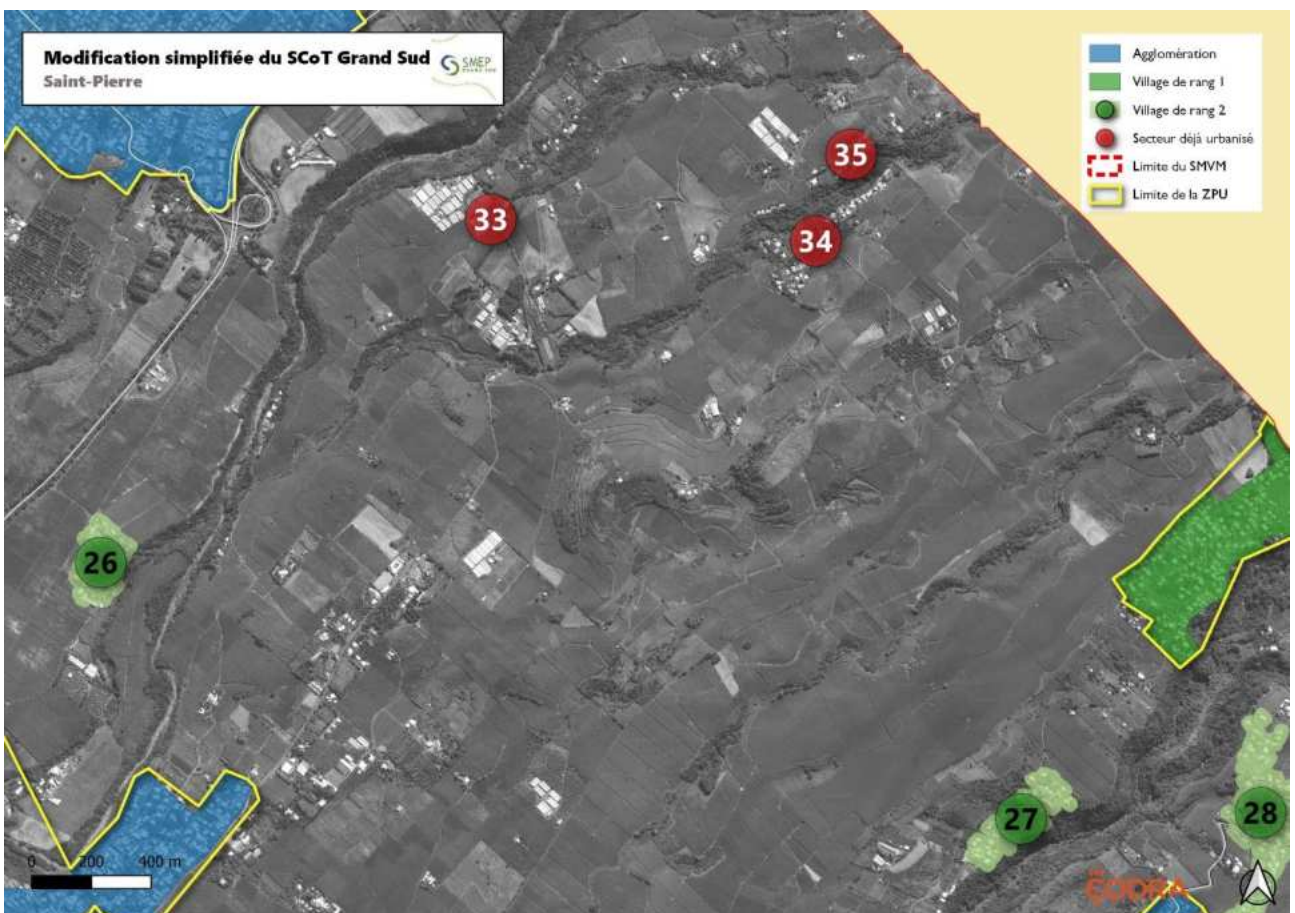 Modification simplifiée du SCoT Grand Sud
Saint-Pierre
SMEP
Agglomération
Village de rang 1
Village de rang 2
Secteur déjà urbanisé
Limite du SMVM
Limite de la ZPU
35
33
34
26
27
28
0 200 400 m
CODRA